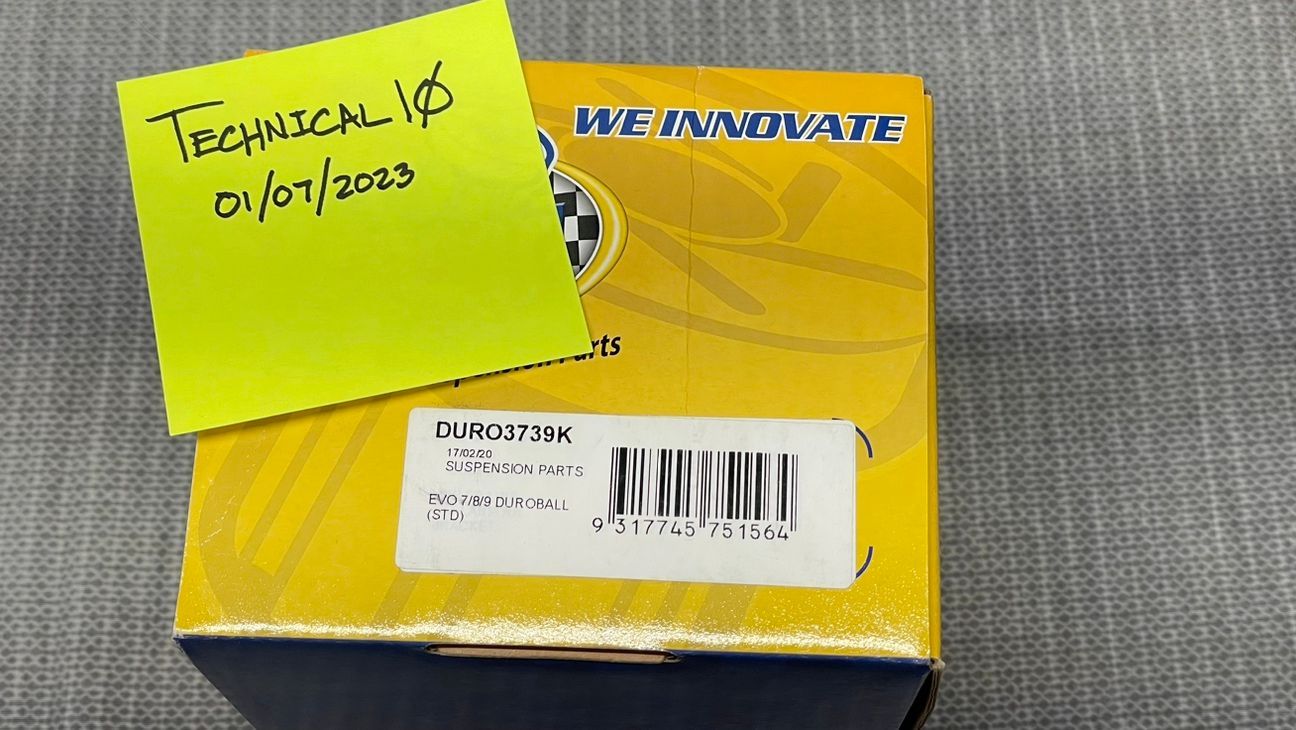 TECHNICAL 10
01/07/2023
WE INNOVATE
DURO3739K
17/02/20
SUSPENSION PARTS
EVO 7/8/9 DUROBALL
(STD)
9 317745 751564